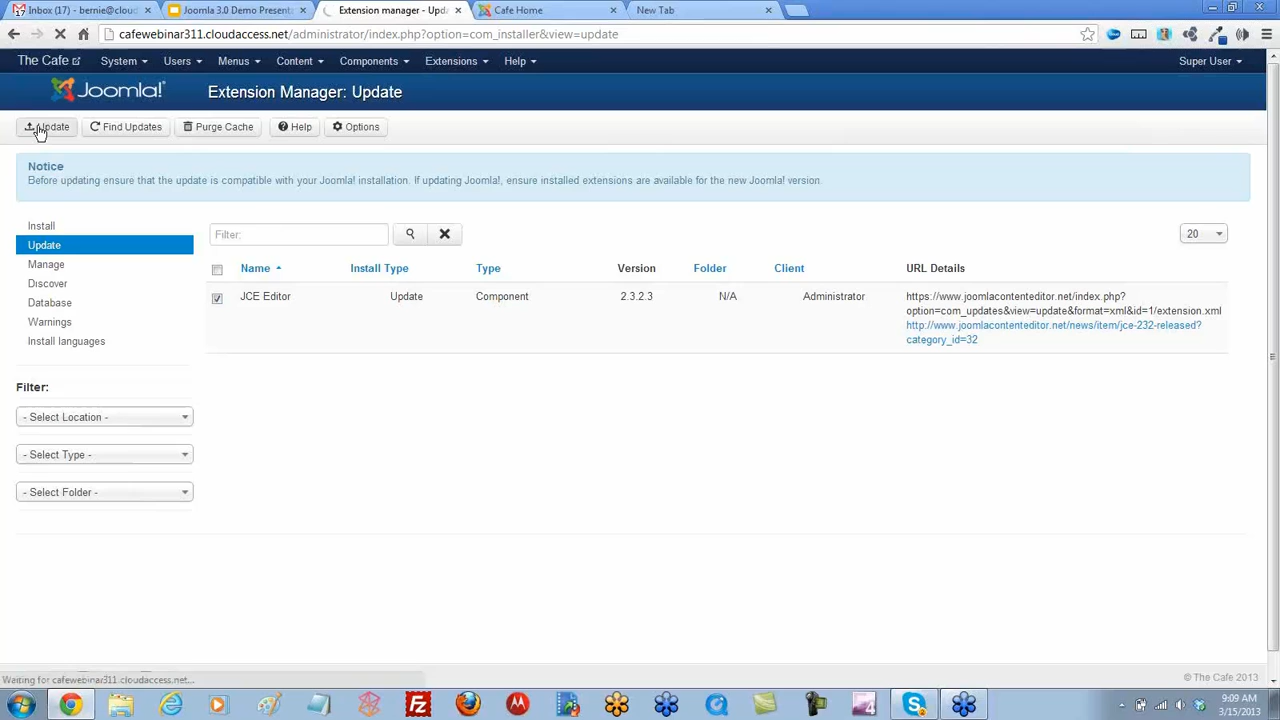 Inbox (17) - bernie@cloud
Joomla 3.0 Demo Present
Extension manager - Upd
Cafe Home
New Tab
cafewebinar311.cloudaccess.net/administrator/index.php?option=com_installer&view=update
The Cafe System Users Menus Content Components Extensions Help Super User
Joomla! Extension Manager: Update
Update Find Updates Purge Cache Help Options
Notice
Before updating ensure that the update is compatible with your Joomla! installation. If updating Joomla!, ensure installed extensions are available for the new Joomla! version.
Install
Update
Manage
Discover
Database
Warnings
Install languages
Filter:
- Select Location -
- Select Type -
- Select Folder -
Filter: 20
Name Install Type Type Version Folder Client URL Details
JCE Editor Update Component 2.3.2.3 N/A Administrator https://www.joomlacontenteditor.net/index.php?
option=com_updates&view=update&format=xml&id=1/extension.xml
http://www.joomlacontenteditor.net/news/item/jce-232-released?
category_id=32
Waiting for cafewebinar311.cloudaccess.net...
© The Cafe 2013
9:09 AM
3/15/2013